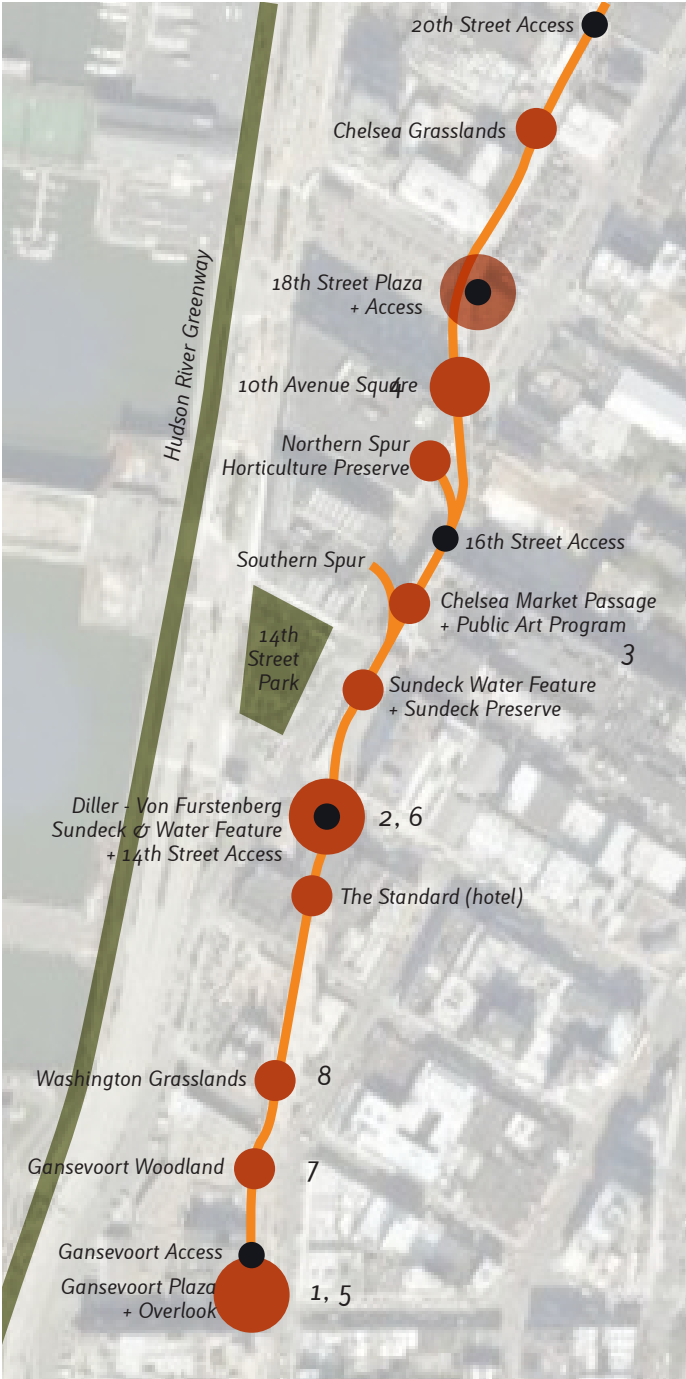 20th Street Access
Chelsea Grasslands
18th Street Plaza
+ Access
Hudson River Greenway
10th Avenue Square
4
Northern Spur
Horticulture Preserve
16th Street Access
Southern Spur
Chelsea Market Passage
+ Public Art Program
3
14th
Street
Park
Sundeck Water Feature
+ Sundeck Preserve
Diller - Von Furstenberg
Sundeck & Water Feature
+ 14th Street Access
2, 6
The Standard (hotel)
Washington Grasslands
8
Gansevoort Woodland
7
Gansevoort Access
Gansevoort Plaza
+ Overlook
1, 5